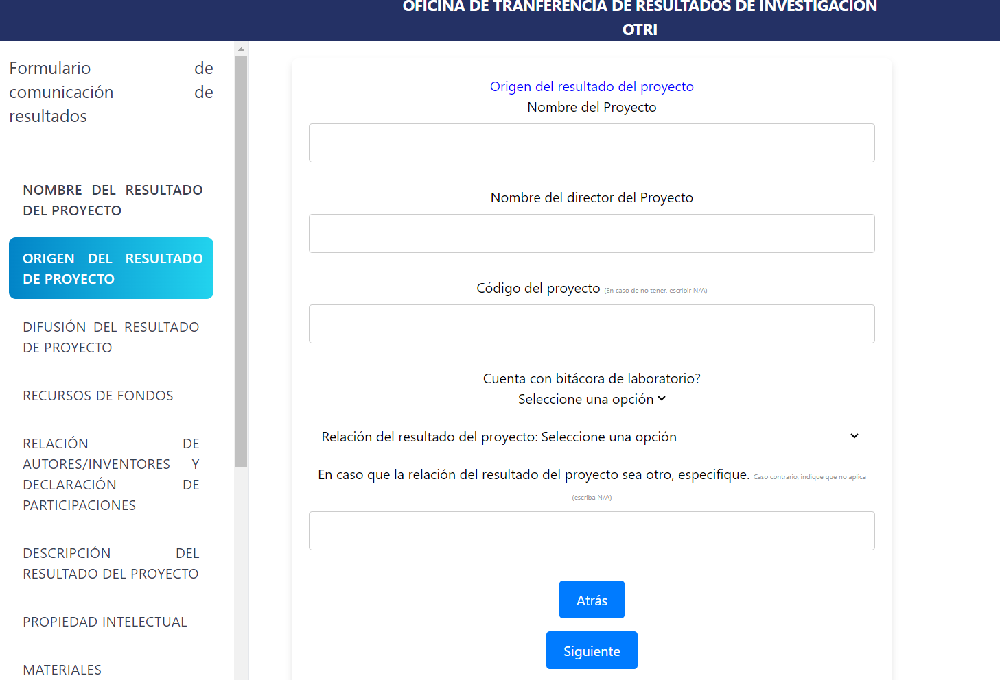 OFICINA DE TRANFERENCIA DE RESULTADOS DE INVESTIGACIÓN
OTRI
Formulario de
comunicación de
resultados
NOMBRE DEL RESULTADO
DEL PROYECTO
ORIGEN DEL RESULTADO
DE PROYECTO
DIFUSIÓN DEL RESULTADO
DE PROYECTO
RECURSOS DE FONDOS
RELACIÓN DE
AUTORES/INVENTORES Y
DECLARACIÓN DE
PARTICIPACIONES
DESCRIPCIÓN DEL
RESULTADO DEL PROYECTO
PROPIEDAD INTELECTUAL
MATERIALES
Origen del resultado del proyecto
Nombre del Proyecto
Nombre del director del Proyecto
Código del proyecto (En caso de no tener, escribir N/A)
Cuenta con bitácora de laboratorio?
Seleccione una opción
Relación del resultado del proyecto: Seleccione una opción
En caso que la relación del resultado del proyecto sea otro, especifique. Caso contrario, indique que no aplica
(escriba N/A)
Atrás
Siguiente